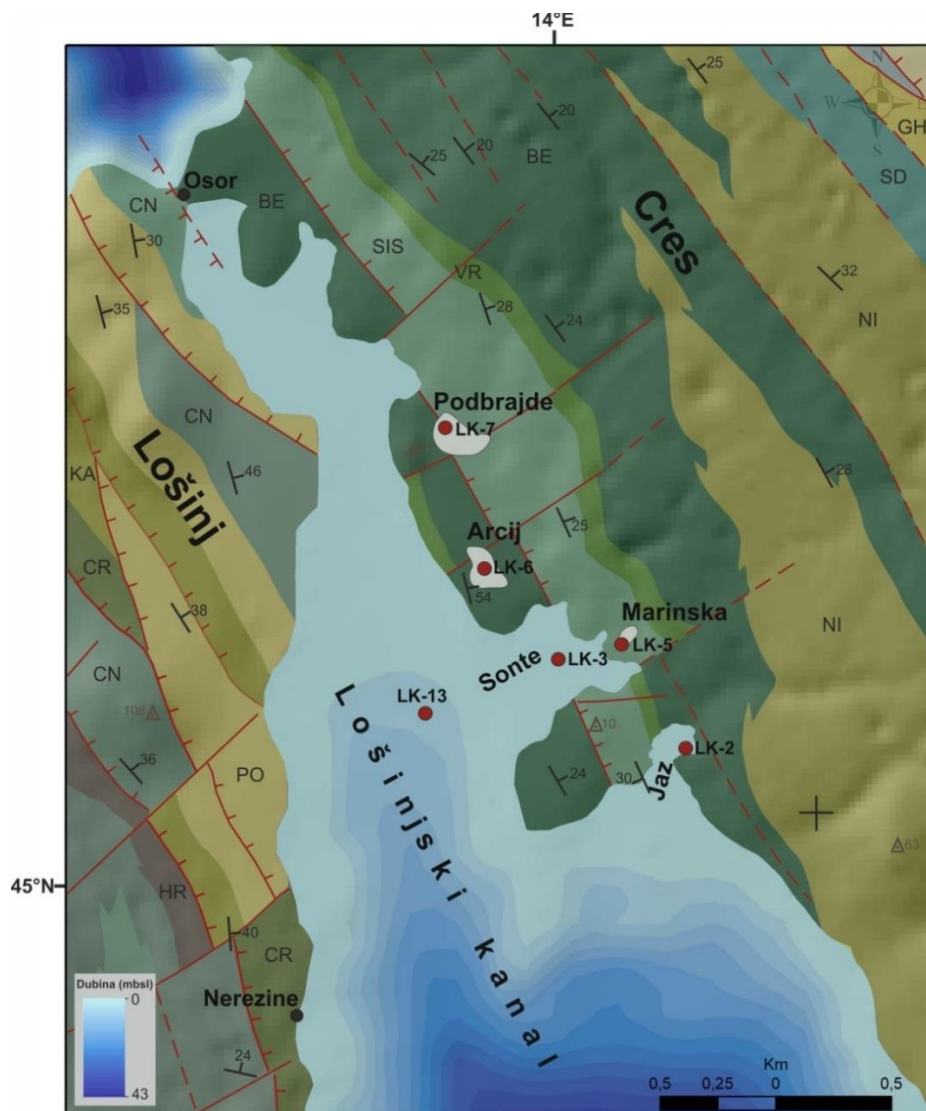 14°E
25
N
W
E
S
GH
20
25
20
BE
SD
Osor
CN
BE
Cres
30
SIS
VR
32
35
28
24
NI
Podbrajde
CN
LK-7
Lošinj
KA
46
28
Arcij
25
LK-6
CR
54
Marinska
38
NI
LK-5
Sonte
LK-3
CN
LK-13
108
10
LK-2
36
PO
24
30
Jaz
Lošinjski kanal
63
45°N
HR
40
CR
Dubina (mbsl)
0
43
Nerezine
24
Km
0,5
0,25
0
0,5